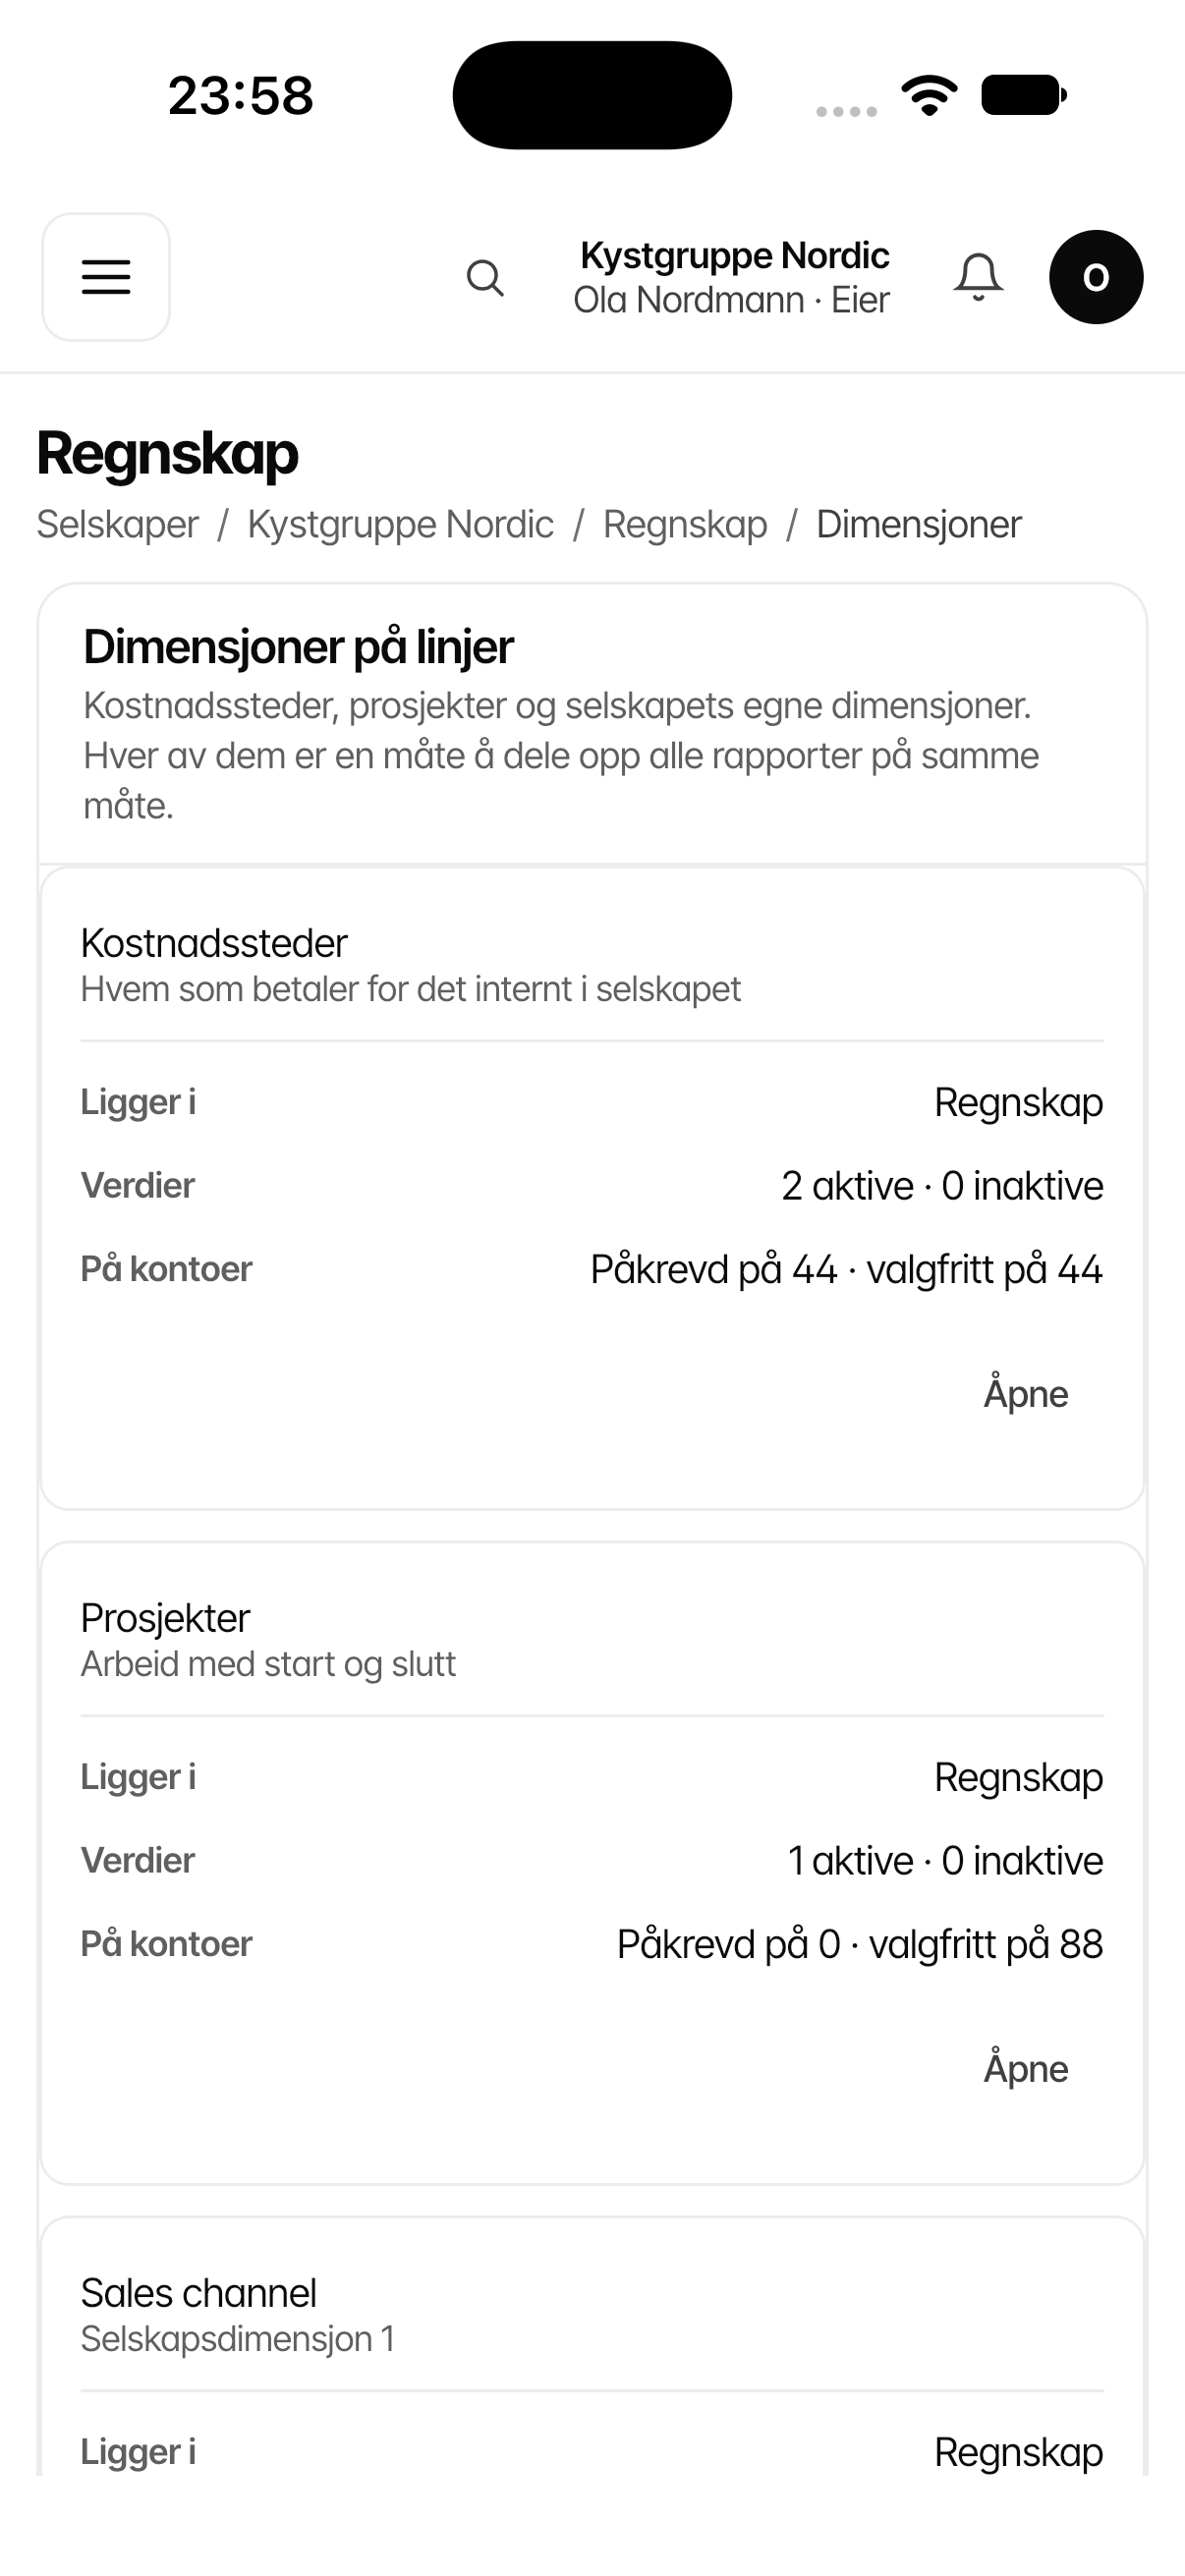 23:58
Kystgruppe Nordic
Ola Nordmann · Eier
O
Regnskap
Selskaper / Kystgruppe Nordic / Regnskap / Dimensjoner
Dimensjoner på linjer
Kostnadssteder, prosjekter og selskapets egne dimensjoner.
Hver av dem er en måte å dele opp alle rapporter på samme
måte.
Kostnadssteder
Hvem som betaler for det internt i selskapet
Ligger i Regnskap
Verdier 2 aktive · 0 inaktive
På kontoer Påkrevd på 44 · valgfritt på 44
Åpne
Prosjekter
Arbeid med start og slutt
Ligger i Regnskap
Verdier 1 aktive · 0 inaktive
På kontoer Påkrevd på 0 · valgfritt på 88
Åpne
Sales channel
Selskapsdimensjon 1
Ligger i Regnskap